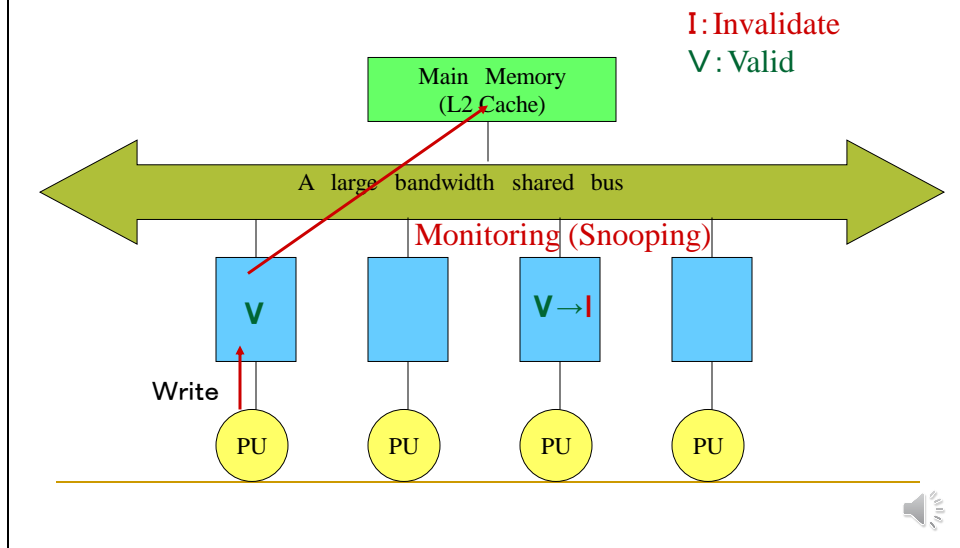 I：Invalidate
V：Valid
Main Memory
(L2 Cache)
A large bandwidth shared bus
Monitoring (Snooping)
V
V→I
Write
PU
PU
PU
PU